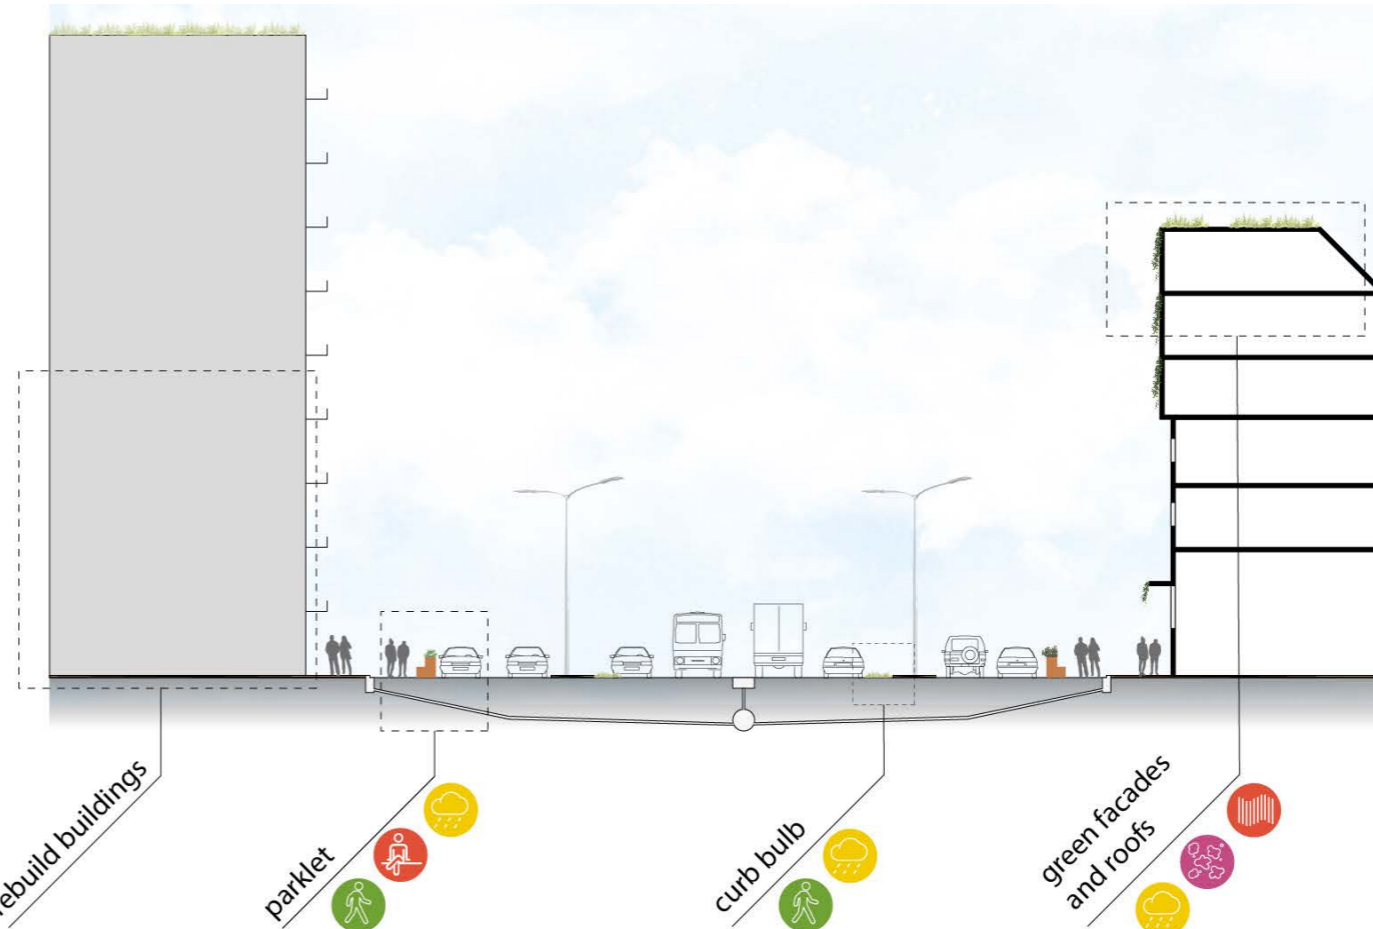 ebuild buildings
parklet
curb bulb
green facades
and roofs